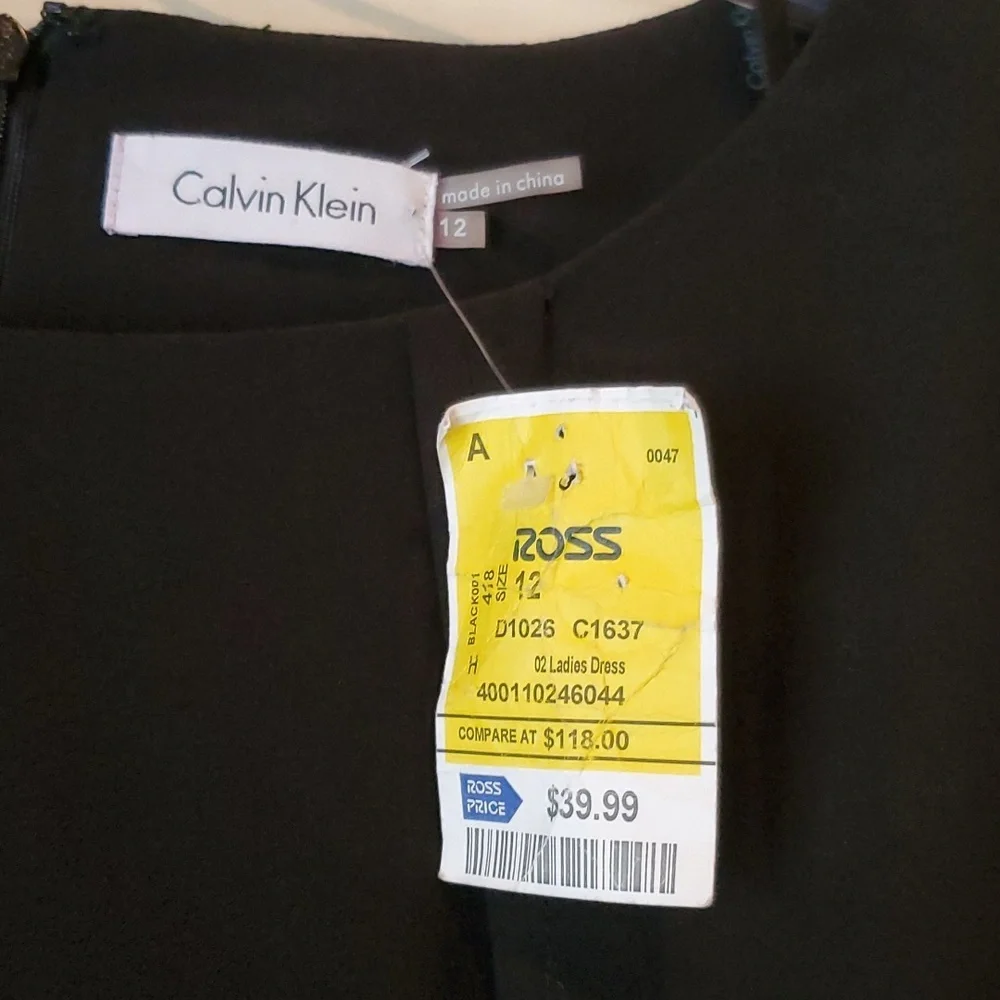 Calvin Klein
made in china
12
Calvin
A
0047
ROSS
BLACK001
418
SIZE
12
D1026 C1637
H
02 Ladies Dress
400110246044
COMPARE AT $118.00
ROSS
PRICE
$39.99